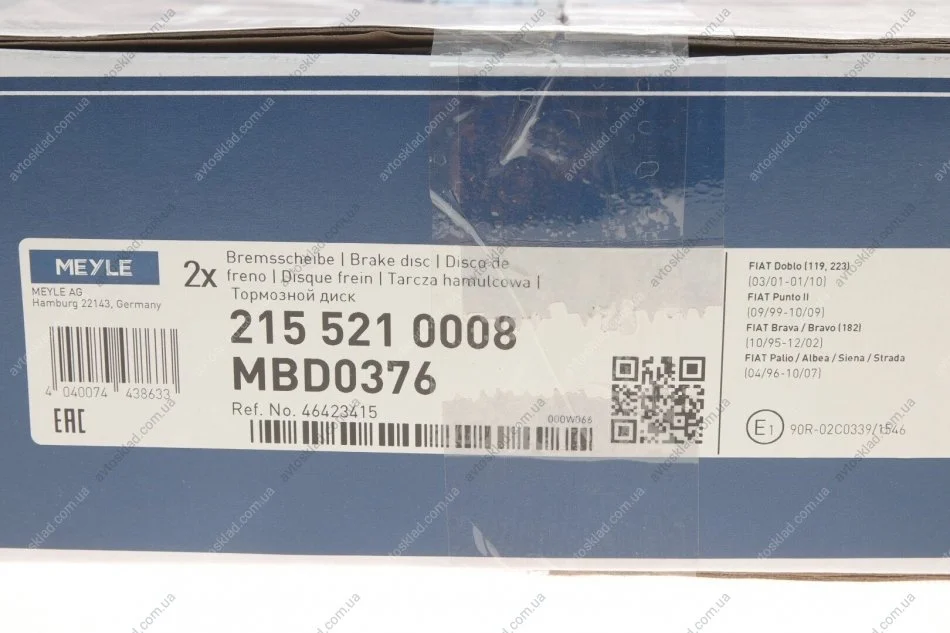 MEYLE
MEYLE AG
Hamburg 22143, Germany
4 040074 438633
EAC
2x
Bremsscheibe | Brake disc | Disco de
freno | Disque frein | Tarcza hamulcowa |
Тормозной диск
215 521 0008
MBD0376
Ref. No. 46423415
000W066
FIAT Doblo (119, 223)
(03/01-01/10)
FIAT Punto II
(09/99-10/09)
FIAT Brava / Bravo (182)
(10/95-12/02)
FIAT Palio / Albea / Siena / Strada
(04/96-10/07)
E1 90R-02C0339/1546
avtosklad.com.ua